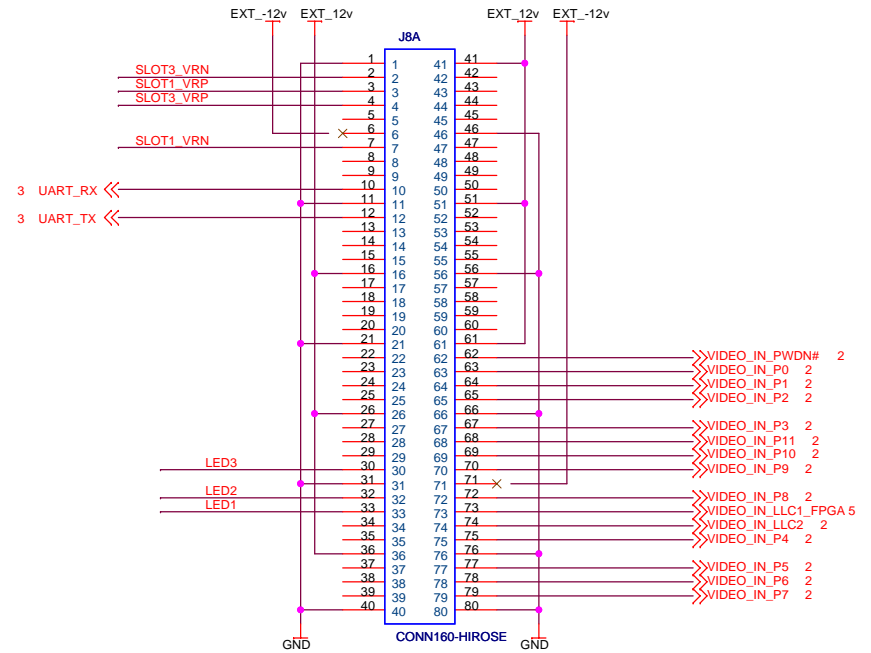 EXT_-12v EXT_12v EXT_12v EXT_-12v
J8A
1 1 41 41
SLOT3_VRN 2 2 42 42
SLOT1_VRP 3 3 43 43
SLOT3_VRP 4 4 44 44
5 5 45 45
6 6 46 46
SLOT1_VRN 7 7 47 47
8 8 48 48
9 9 49 49
3 UART_RX 10 10 50 50
11 11 51 51
3 UART_TX 12 12 52 52
13 13 53 53
14 14 54 54
15 15 55 55
16 16 56 56
17 17 57 57
18 18 58 58
19 19 59 59
20 20 60 60
21 21 61 61
22 22 62 62 VIDEO_IN_PWDN# 2
23 23 63 63 VIDEO_IN_P0 2
24 24 64 64 VIDEO_IN_P1 2
25 25 65 65 VIDEO_IN_P2 2
26 26 66 66
27 27 67 67 VIDEO_IN_P3 2
28 28 68 68 VIDEO_IN_P11 2
29 29 69 69 VIDEO_IN_P10 2
LED3 30 30 70 70 VIDEO_IN_P9 2
31 31 71 71
LED2 32 32 72 72 VIDEO_IN_P8 2
LED1 33 33 73 73 VIDEO_IN_LLC1_FPGA 5
34 34 74 74 VIDEO_IN_LLC2 2
35 35 75 75 VIDEO_IN_P4 2
36 36 76 76
37 37 77 77 VIDEO_IN_P5 2
38 38 78 78 VIDEO_IN_P6 2
39 39 79 79 VIDEO_IN_P7 2
40 40 80 80
GND CONN160-HIROSE GND